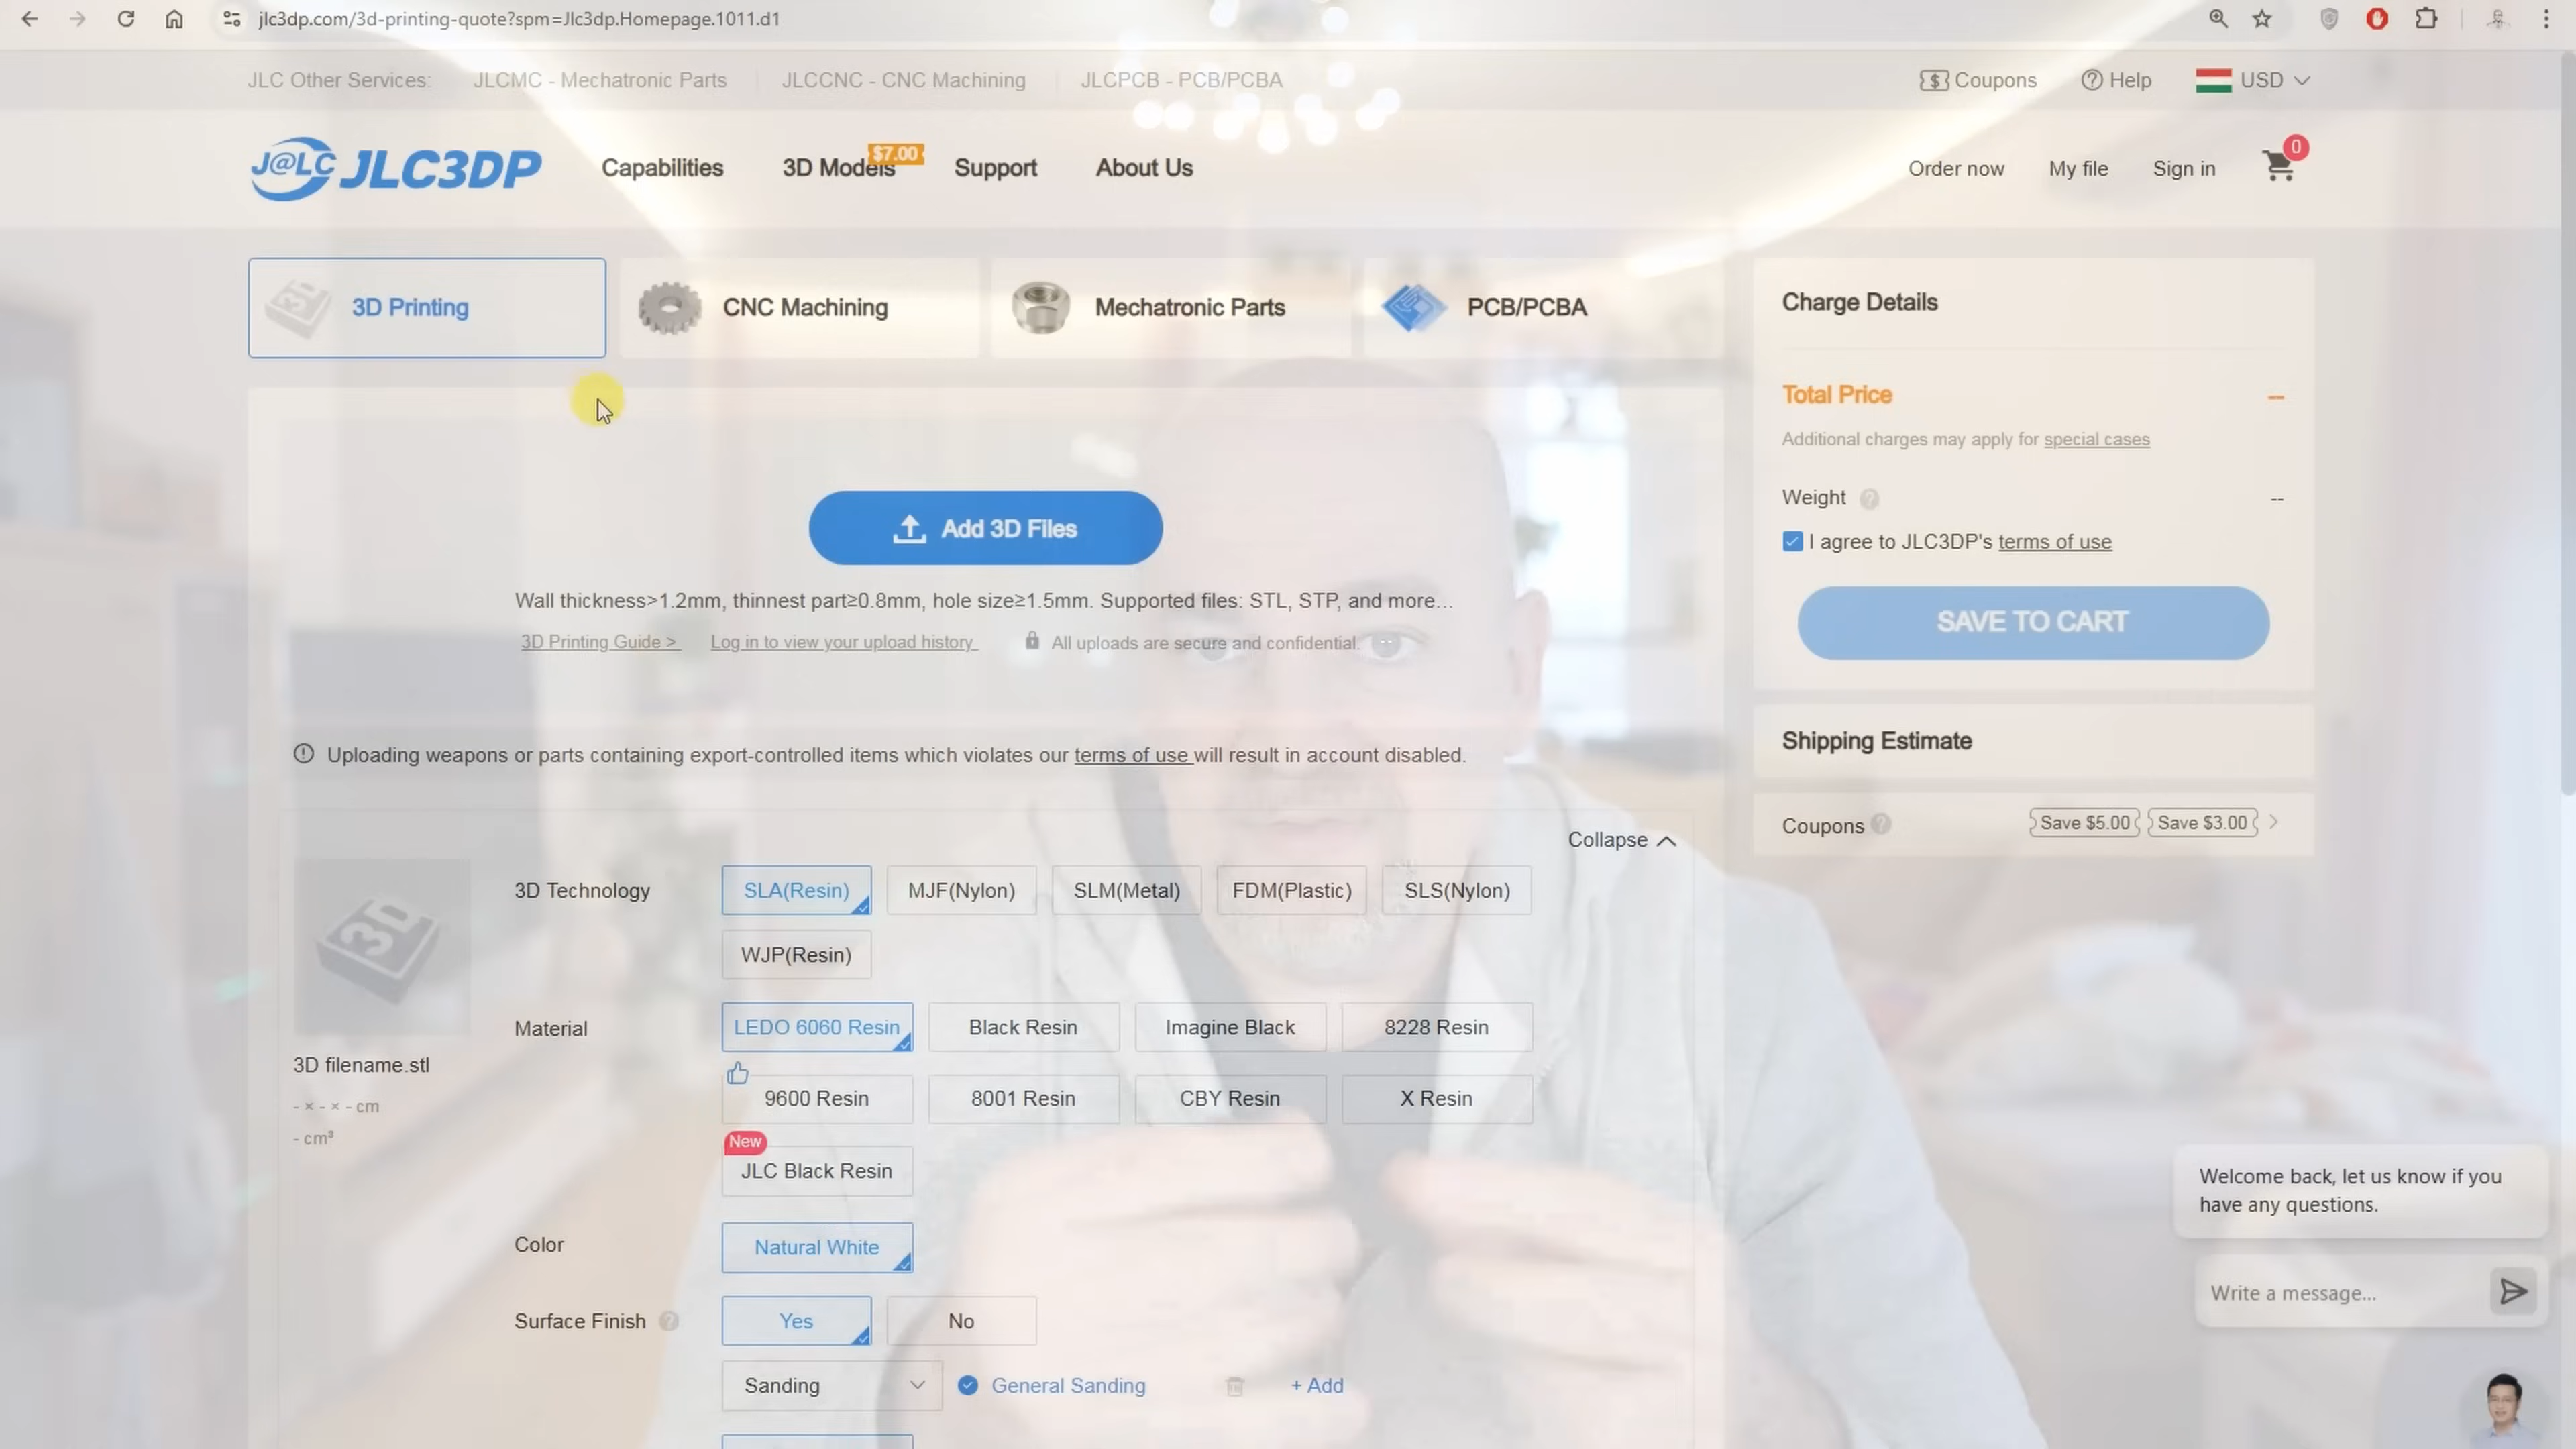 jlc3dp.com/3d-printing-quote?spm=Jlc3dp.Homepage.1011.d1
JLC Other Services: JLCMC - Mechatronic Parts JLCCNC - CNC Machining JLCPCB - PCB/PCBA Coupons Help USD
J@LC JLC3DP Capabilities 3D Models $7.00 Support About Us Order now My file Sign in 0
3D Printing CNC Machining Mechatronic Parts PCB/PCBA
Charge Details
Total Price --
Additional charges may apply for special cases
Weight ? --
I agree to JLC3DP's terms of use
SAVE TO CART
Shipping Estimate
Coupons ? Save $5.00 Save $3.00
Add 3D Files
Wall thickness>1.2mm, thinnest part≥0.8mm, hole size≥1.5mm. Supported files: STL, STP, and more...
3D Printing Guide > Log in to view your upload history All uploads are secure and confidential.
Uploading weapons or parts containing export-controlled items which violates our terms of use will result in account disabled.
Collapse
3D
3D filename.stl
- × - × - cm
- cm³
3D Technology SLA(Resin) MJF(Nylon) SLM(Metal) FDM(Plastic) SLS(Nylon)
WJP(Resin)
Material LEDO 6060 Resin Black Resin Imagine Black 8228 Resin
9600 Resin 8001 Resin CBY Resin X Resin
New
JLC Black Resin
Color Natural White
Surface Finish ? Yes No
Sanding General Sanding + Add
Welcome back, let us know if you
have any questions.
Write a message...